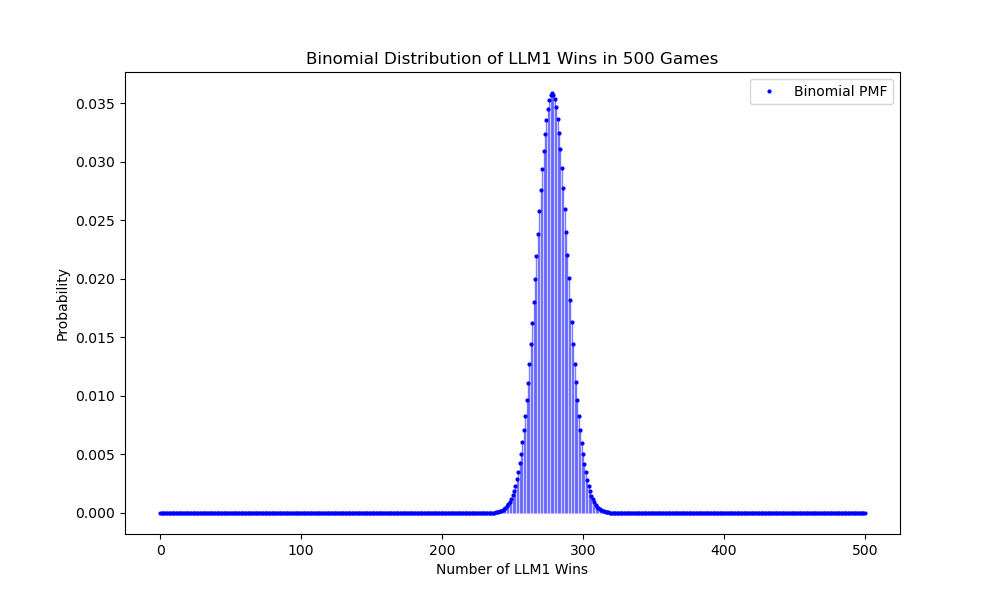 Binomial Distribution of LLM1 Wins in 500 Games
Binomial PMF
Probability
0.035
0.030
0.025
0.020
0.015
0.010
0.005
0.000
0 100 200 300 400 500
Number of LLM1 Wins